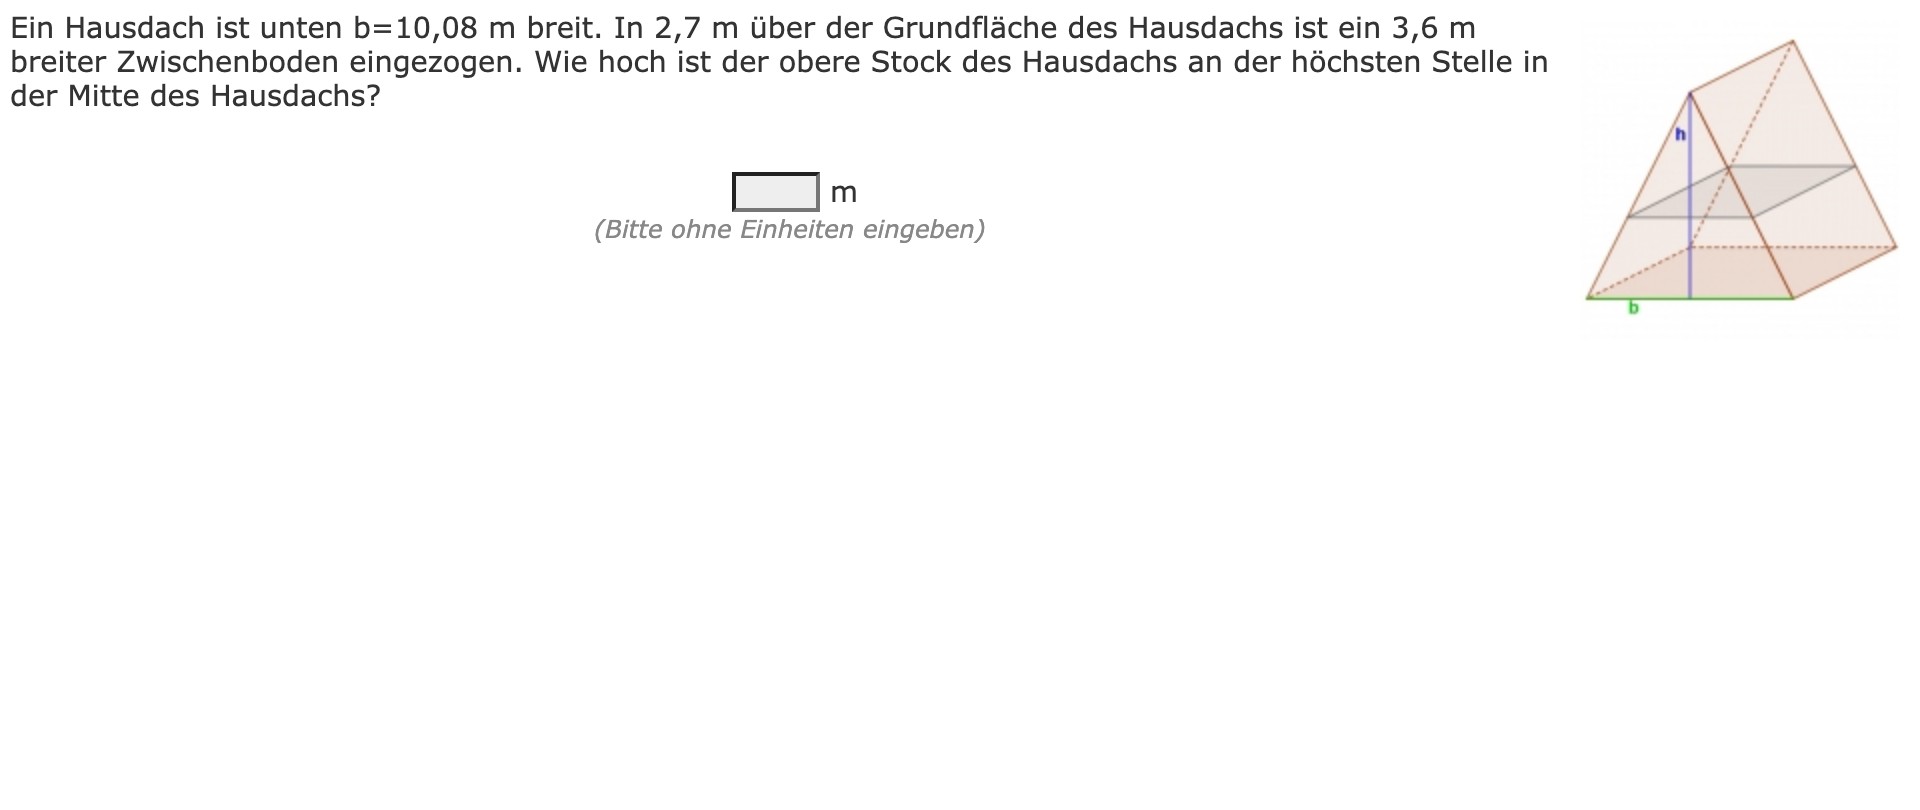 Ein Hausdach ist unten b=10,08 m breit. In 2,7 m über der Grundfläche des Hausdachs ist ein 3,6 m
breiter Zwischenboden eingezogen. Wie hoch ist der obere Stock des Hausdachs an der höchsten Stelle in
der Mitte des Hausdachs?
h
m
(Bitte ohne Einheiten eingeben)
b